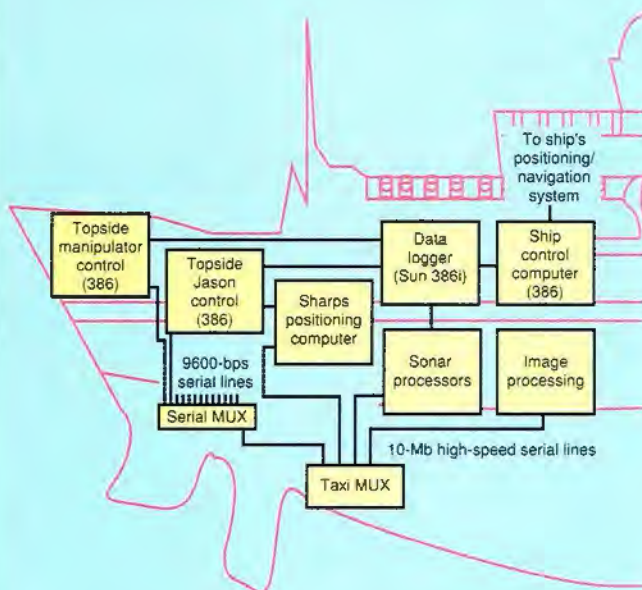 To ship's
positioning/
navigation
system
Topside
manipulator
control
(386)
Topside
Jason
control
(386)
Data
logger
(Sun 386i)
Ship
control
computer
(386)
Sharps
positioning
computer
9600-bps
serial lines
Sonar
processors
Image
processing
Serial MUX
10-Mb high-speed serial lines
Taxi MUX